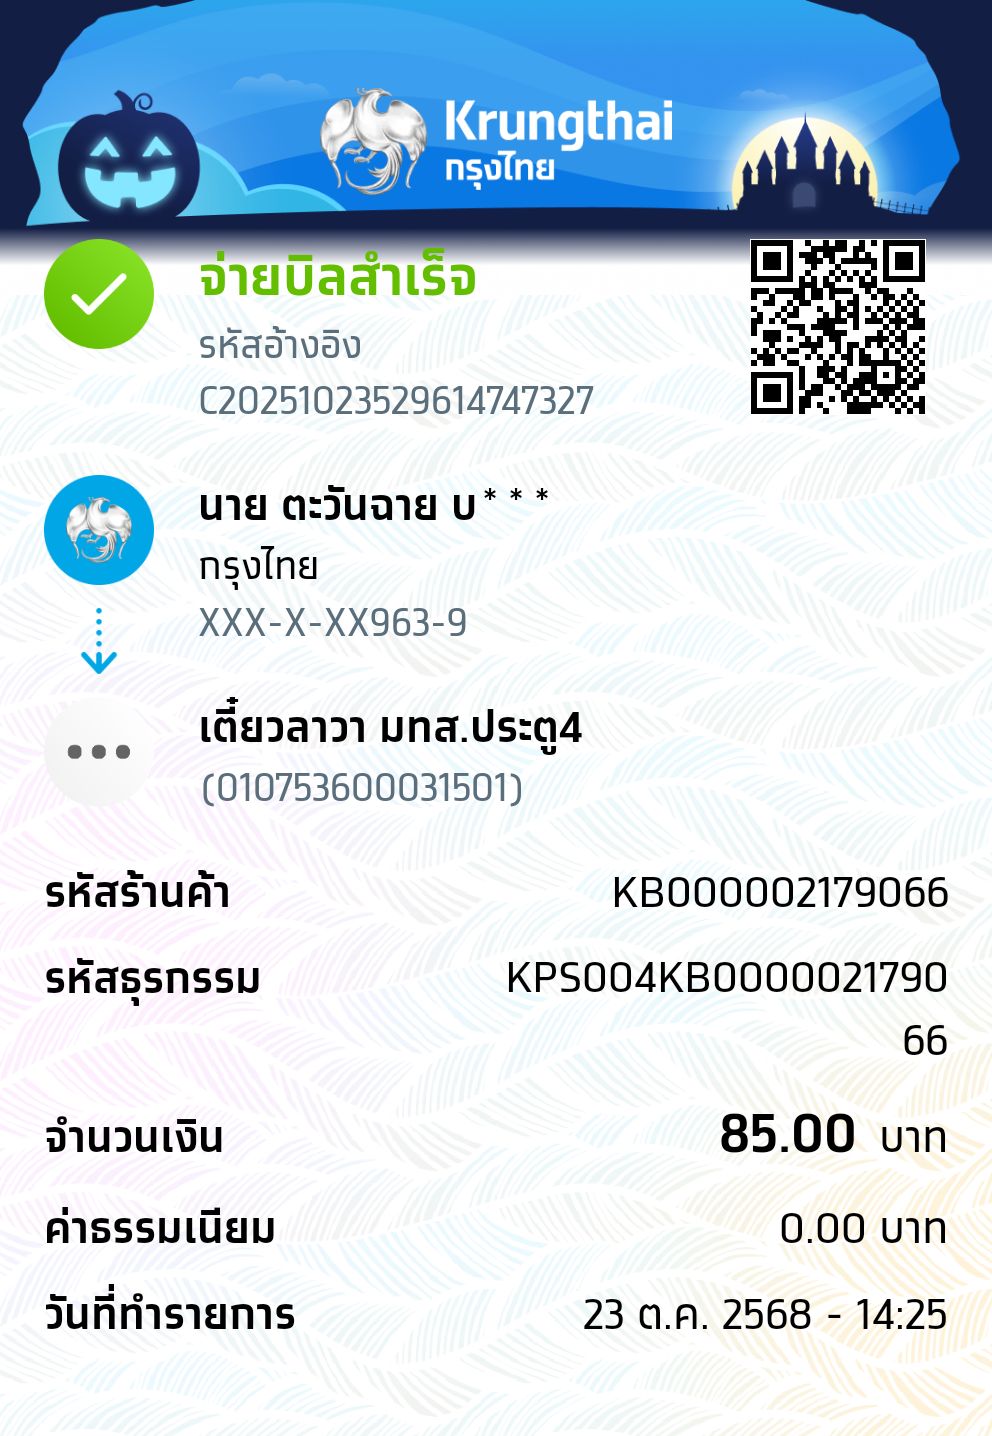 Krungthai
กรุงไทย
จ่ายบิลสำเร็จ
รหัสอ้างอิง
C20251023529614747327
นาย ตะวันฉาย บ***
กรุงไทย
XXX-X-XX963-9
เตี๋ยวลาวา มทส.ประตู4
(010753600031501)
รหัสร้านค้า KB000002179066
รหัสธุรกรรม KPS004KB0000021790
66
จำนวนเงิน 85.00 บาท
ค่าธรรมเนียม 0.00 บาท
วันที่ทำรายการ 23 ต.ค. 2568 - 14:25